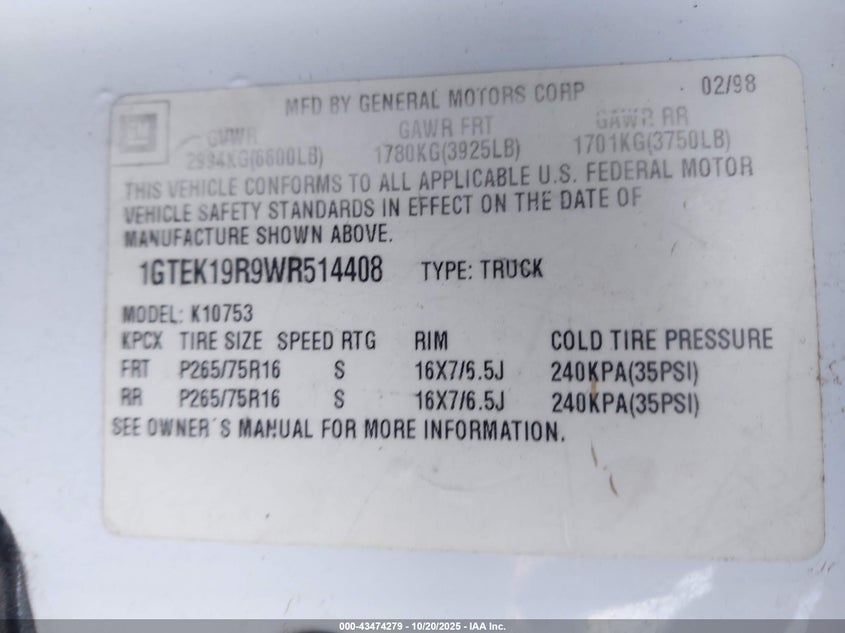 GM
MFD BY GENERAL MOTORS CORP 02/98
GVWR GAWR FRT GAWR RR
2994KG(6600LB) 1780KG(3925LB) 1701KG(3750LB)
THIS VEHICLE CONFORMS TO ALL APPLICABLE U.S. FEDERAL MOTOR
VEHICLE SAFETY STANDARDS IN EFFECT ON THE DATE OF
MANUFACTURE SHOWN ABOVE.
1GTEK19R9WR514408 TYPE: TRUCK
MODEL: K10753
KPCX TIRE SIZE SPEED RTG RIM COLD TIRE PRESSURE
FRT P265/75R16 S 16X7/6.5J 240KPA(35PSI)
RR P265/75R16 S 16X7/6.5J 240KPA(35PSI)
SEE OWNER'S MANUAL FOR MORE INFORMATION.
000-43474279 - 10/20/2025 - IAA Inc.